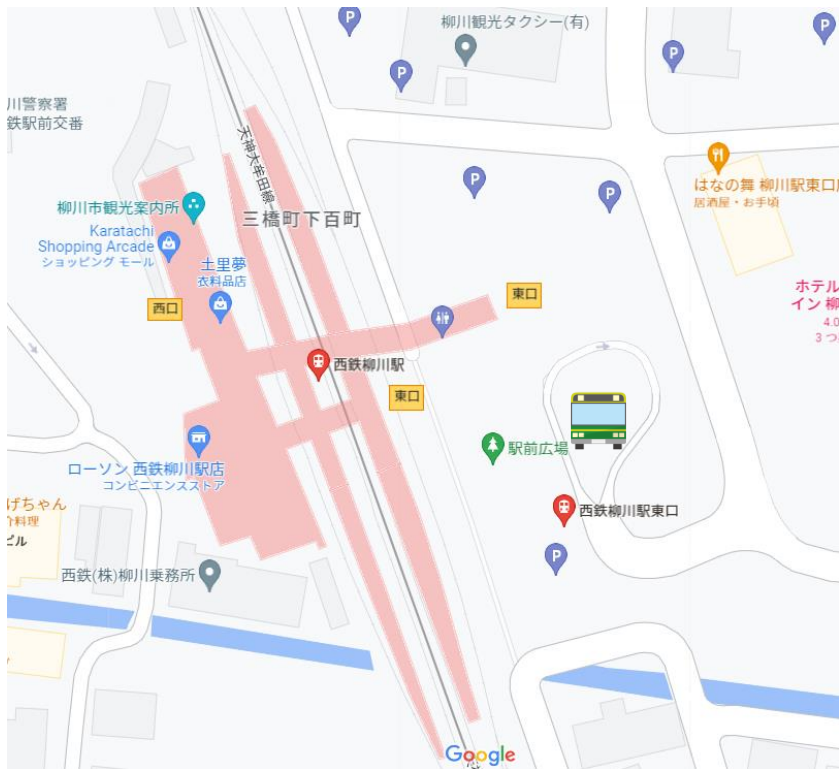 柳川観光タクシー(有)
川警察署
鉄駅前交番
天神大牟田線
はなの舞 柳川駅東口
居酒屋・お手頃
柳川市観光案内所
三橋町下百町
Karatachi
Shopping Arcade
ショッピング モール
土里夢
衣料品店
ホテル
イン 柳
4.0
3 つ
東口
西口
西鉄柳川駅
東口
駅前広場
ローソン 西鉄柳川駅店
コンビニエンスストア
げちゃん
介料理
ビル
西鉄柳川駅東口
西鉄(株)柳川乗務所
Google
P
P
P
P
P
P
P